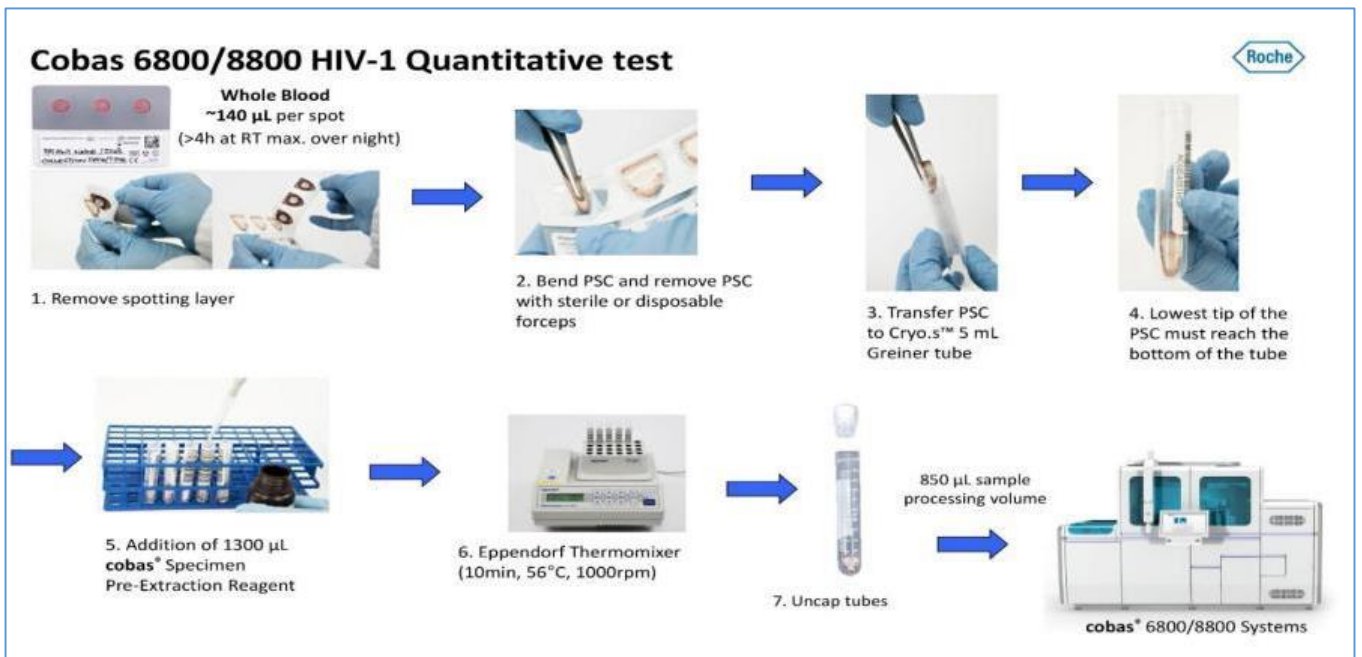 Cobas 6800/8800 HIV-1 Quantitative test
Roche
Whole Blood
~140 µL per spot
(>4h at RT max. over night)
1. Remove spotting layer
2. Bend PSC and remove PSC
with sterile or disposable
forceps
3. Transfer PSC
to Cryo.s™ 5 mL
Greiner tube
4. Lowest tip of the
PSC must reach the
bottom of the tube
5. Addition of 1300 µL
cobas® Specimen
Pre-Extraction Reagent
6. Eppendorf Thermomixer
(10min, 56°C, 1000rpm)
7. Uncap tubes
850 µL sample
processing volume
cobas® 6800/8800 Systems